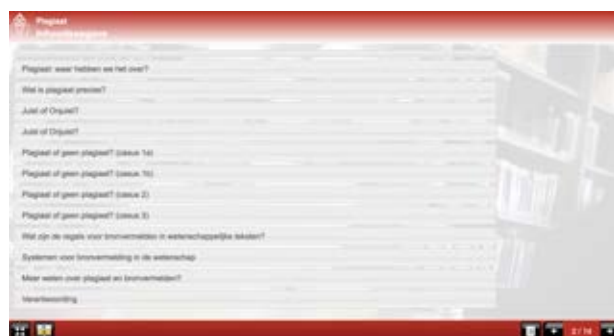 Plagiaat
Inhoudsopgave
Plagiaat: waar hebben we het over?
Wat is plagiaat precies?
Juist of Onjuist?
Juist of Onjuist?
Plagiaat of geen plagiaat? (casus 1a)
Plagiaat of geen plagiaat? (casus 1b)
Plagiaat of geen plagiaat? (casus 2)
Plagiaat of geen plagiaat? (casus 3)
Wat zijn de regels voor bronvermelden in wetenschappelijke teksten?
Systemen voor bronvermelding in de wetenschap
Meer weten over plagiaat en bronvermelden?
Verantwoording
2 / 14